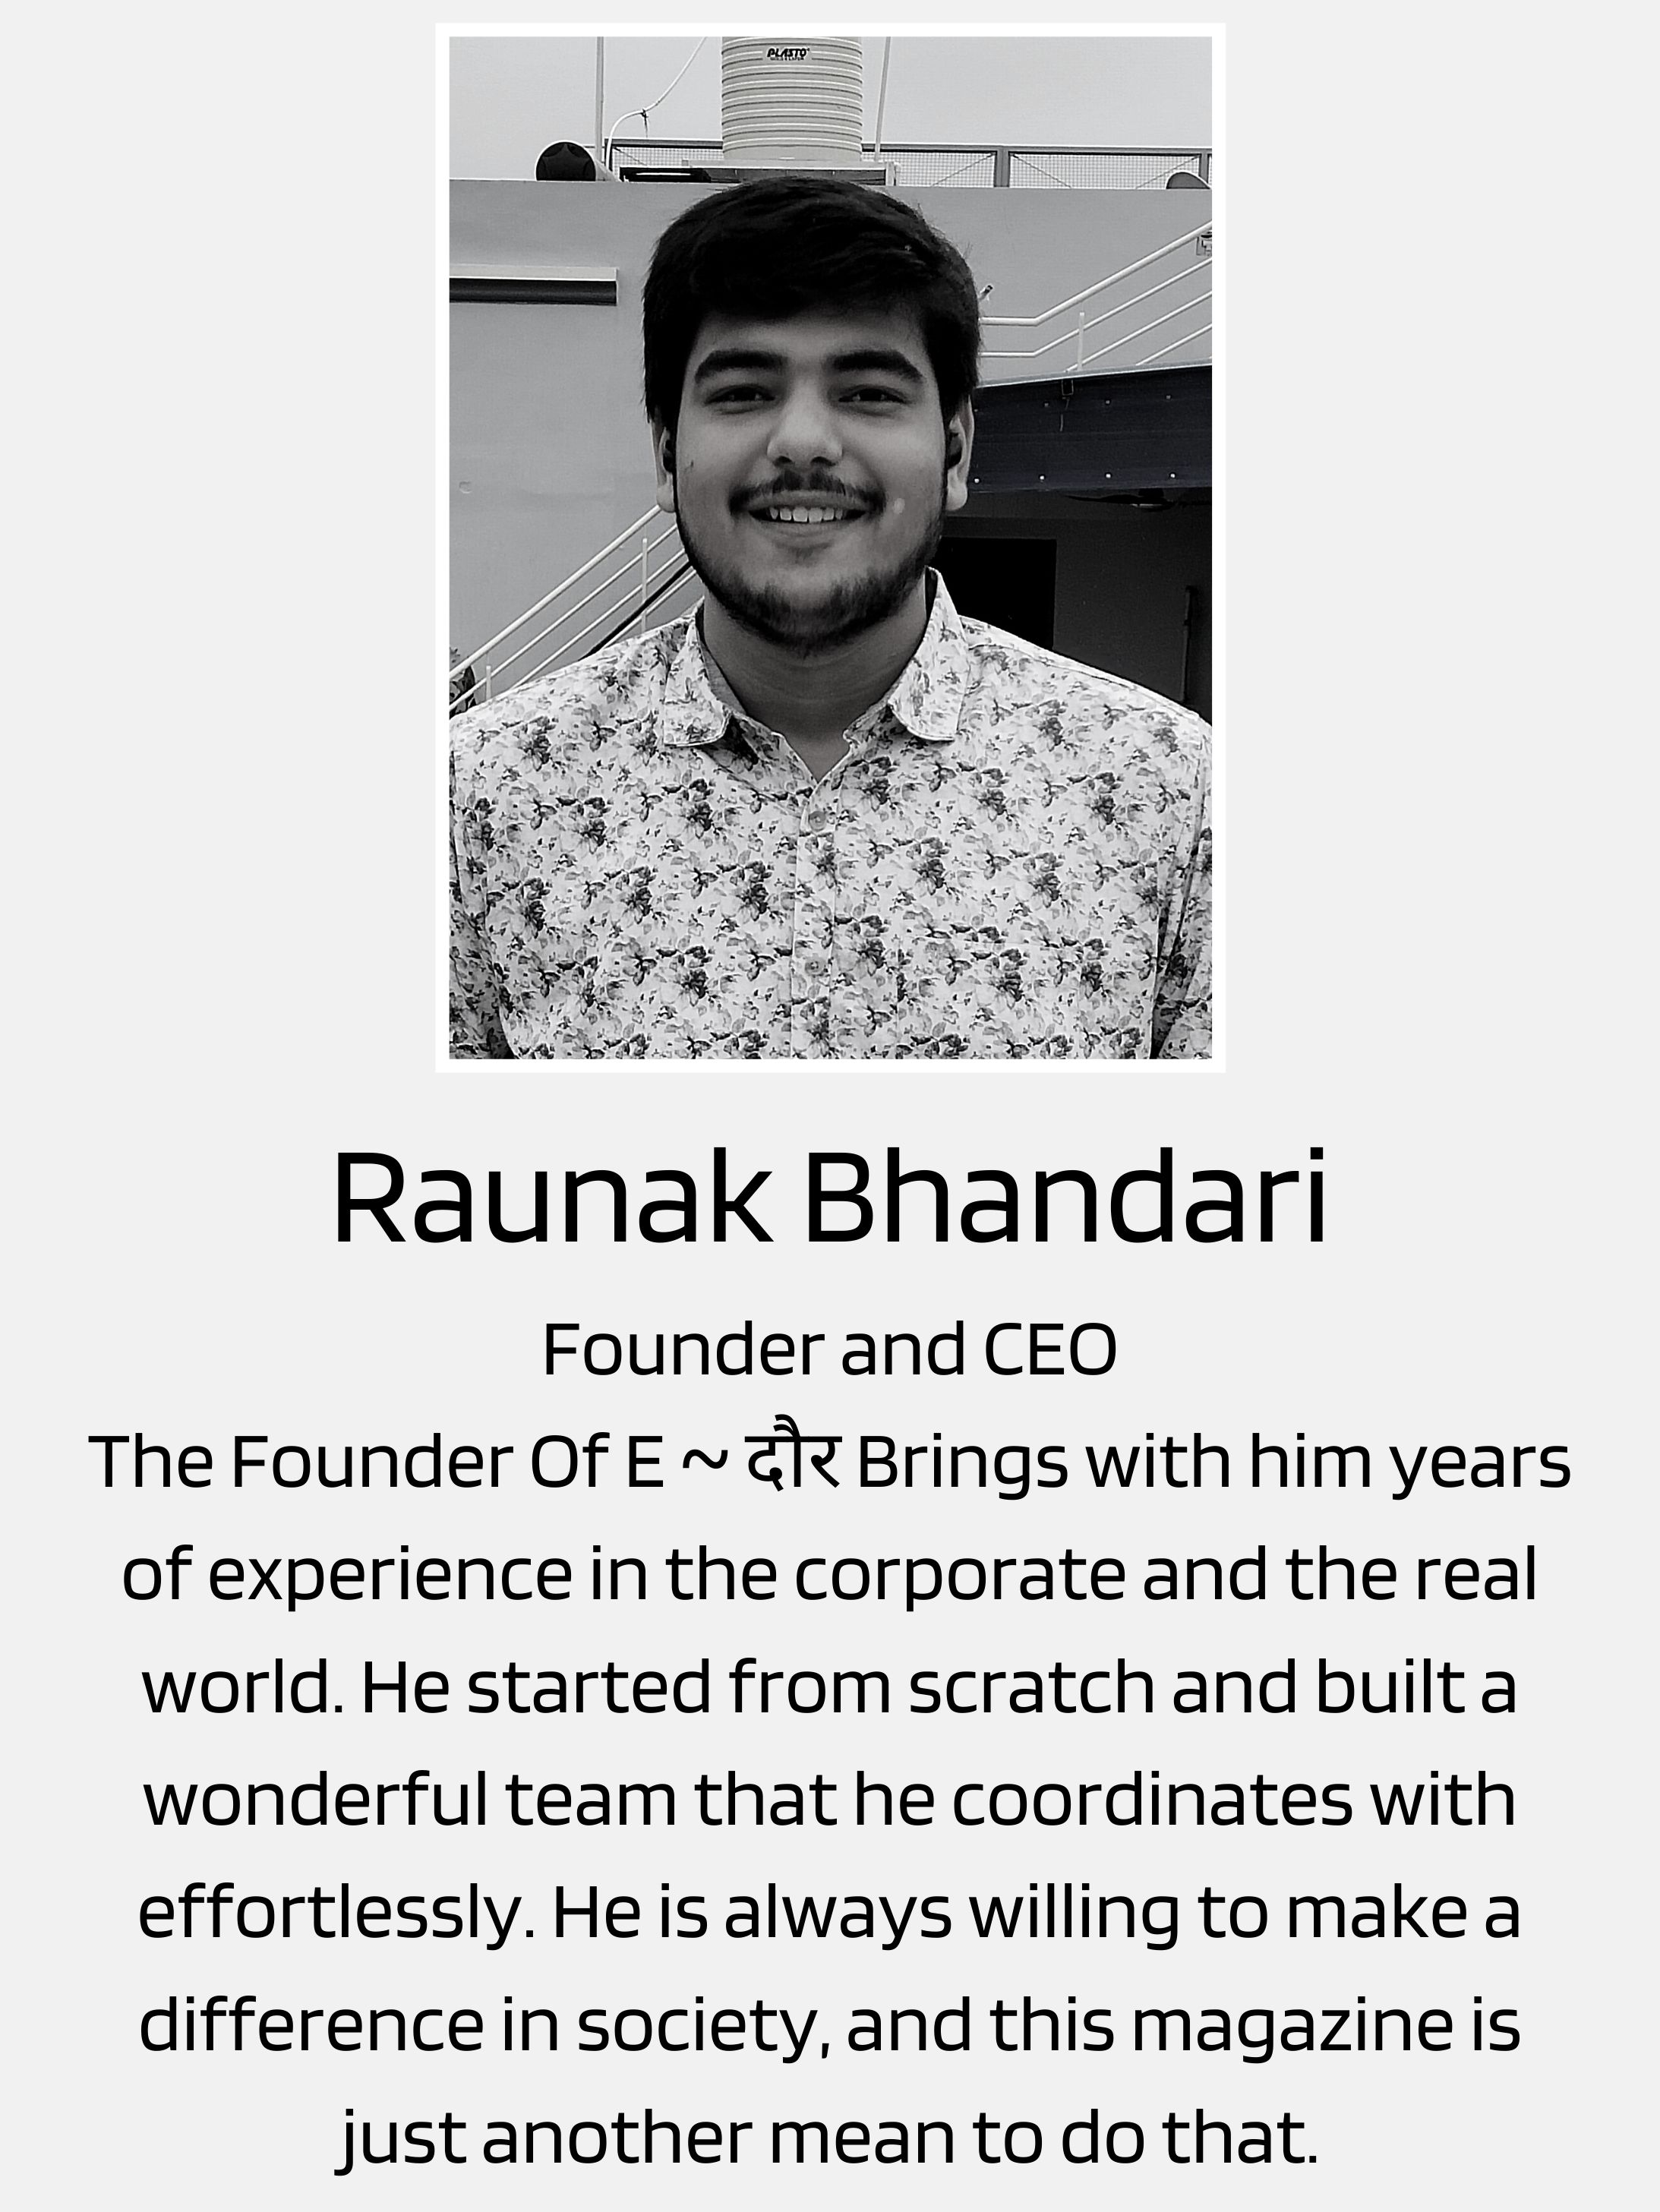 PLASTO
Raunak Bhandari
Founder and CEO
The Founder Of E ~ दौर Brings with him years
of experience in the corporate and the real
world. He started from scratch and built a
wonderful team that he coordinates with
effortlessly. He is always willing to make a
difference in society, and this magazine is
just another mean to do that.